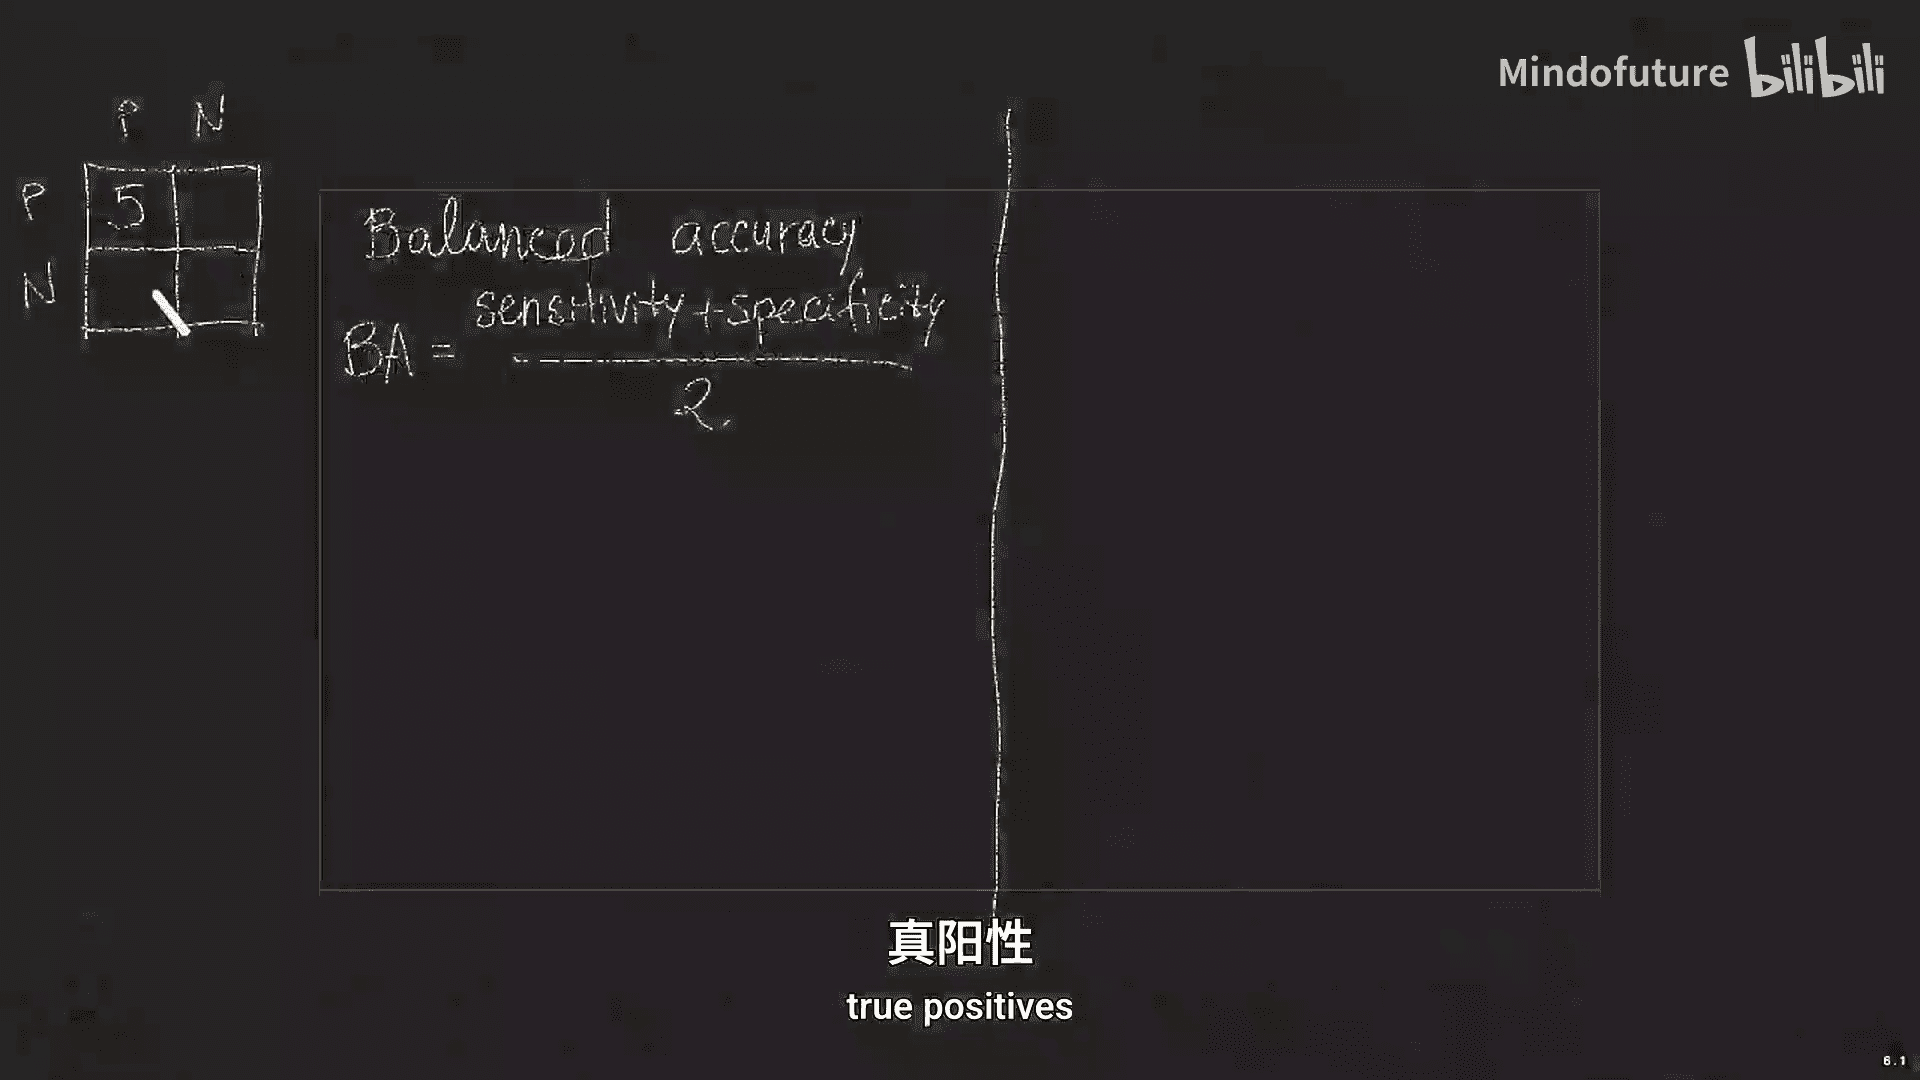 Mindofuture bilibili
P N
P 5
N
Balanced accuracy
BA = sensitivity + specificity
2
真阳性
true positives
6.1